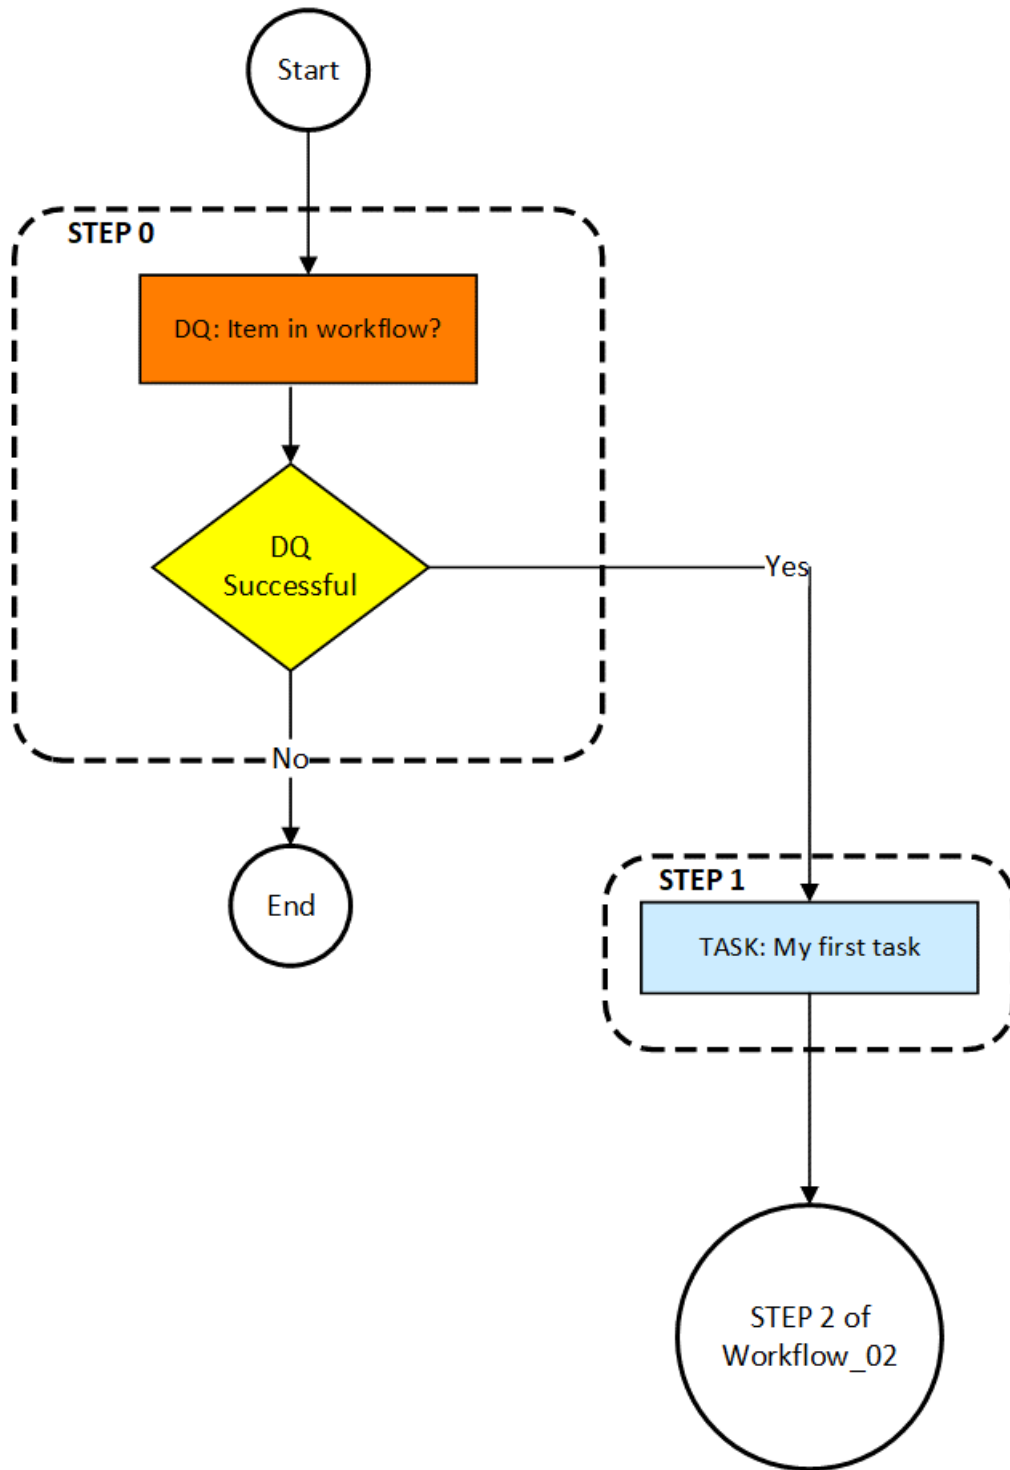 Start
STEP 0
DQ: Item in workflow?
DQ
Successful
Yes
No
End
STEP 1
TASK: My first task
STEP 2 of
Workflow_02